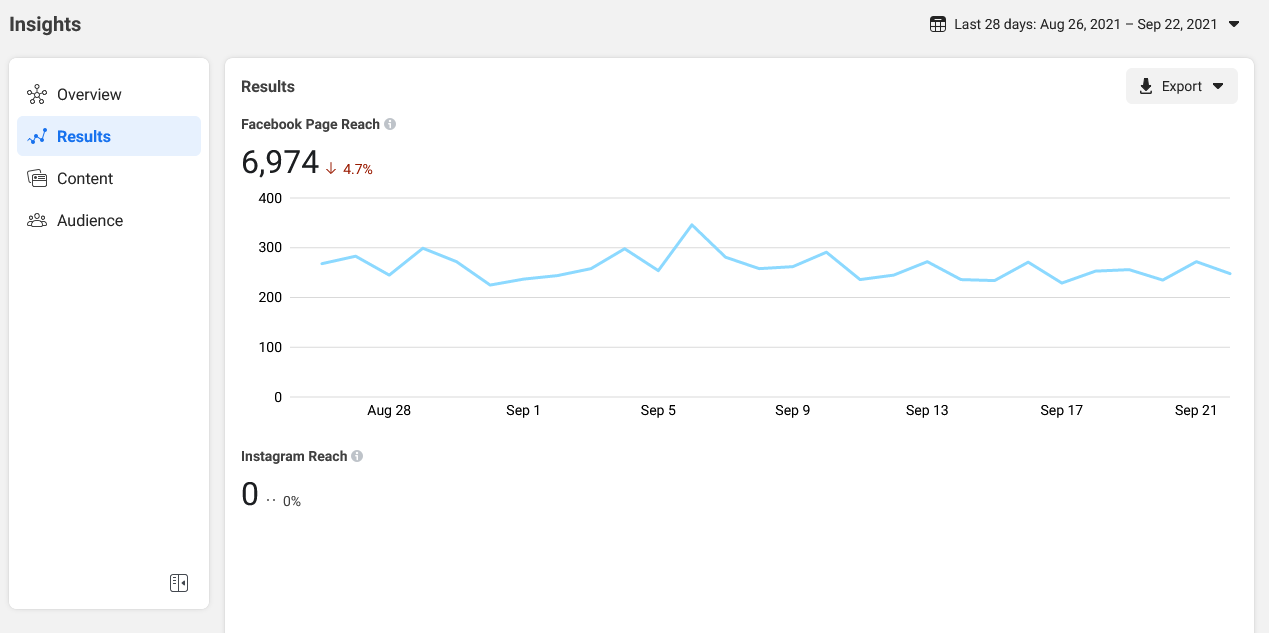 Insights
Last 28 days: Aug 26, 2021 – Sep 22, 2021
Overview
Results
Content
Audience
Results
Export
Facebook Page Reach
6,974 ↓ 4.7%
400
300
200
100
0
Aug 28 Sep 1 Sep 5 Sep 9 Sep 13 Sep 17 Sep 21
Instagram Reach
0 ·· 0%